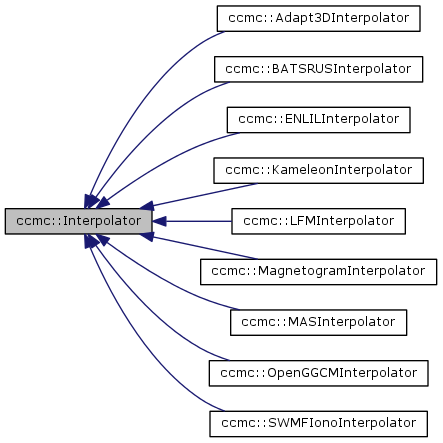 ccmc::Adapt3DInterpolator
ccmc::BATSRUSInterpolator
ccmc::ENLILInterpolator
ccmc::KameleonInterpolator
ccmc::Interpolator
ccmc::LFMInterpolator
ccmc::MagnetogramInterpolator
ccmc::MASInterpolator
ccmc::OpenGGCMInterpolator
ccmc::SWMFIonoInterpolator